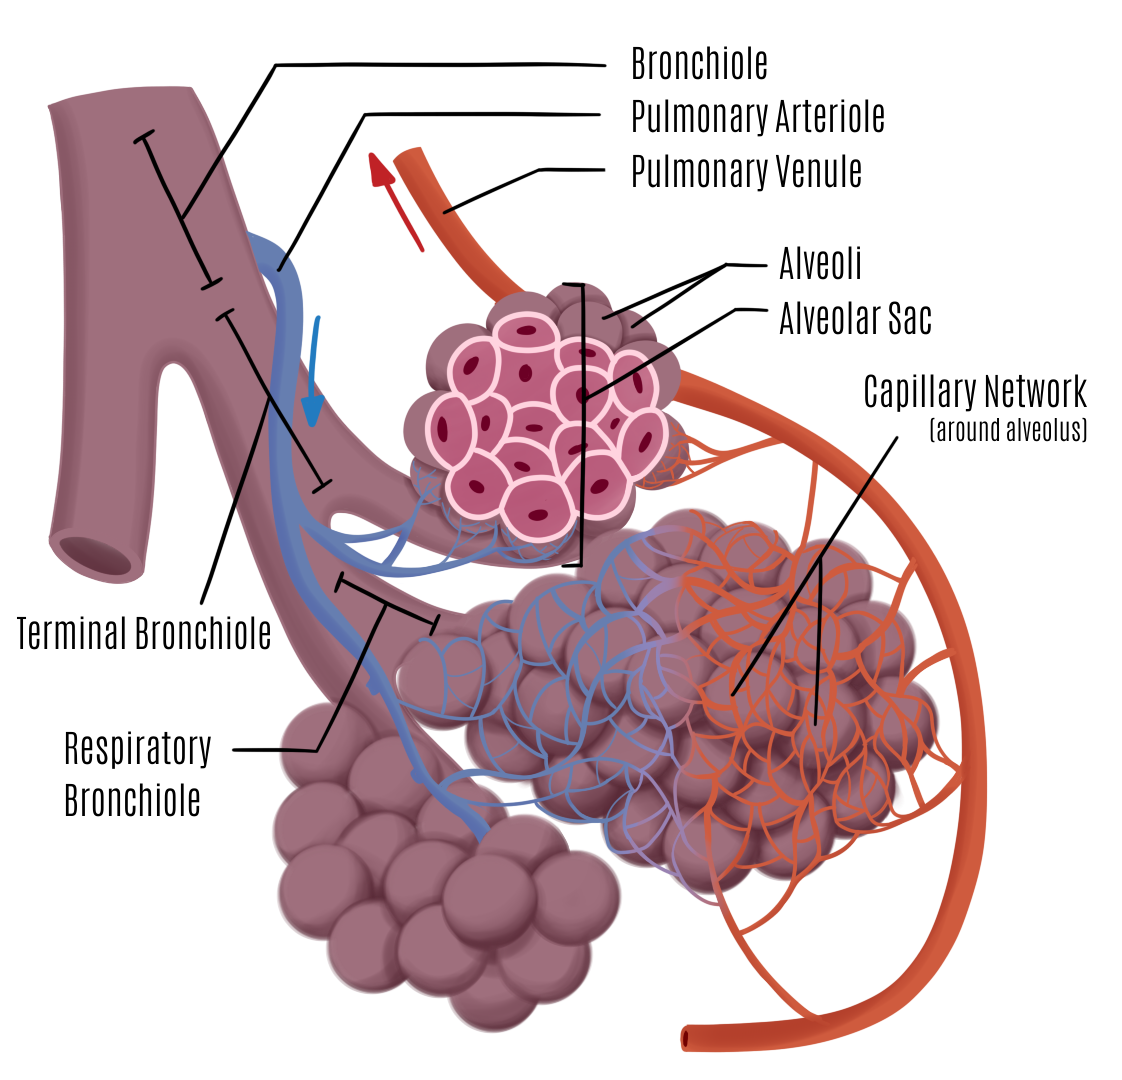 Bronchiole
Pulmonary Arteriole
Pulmonary Venule
Alveoli
Alveolar Sac
Capillary Network
(around alveolus)
Terminal Bronchiole
Respiratory
Bronchiole